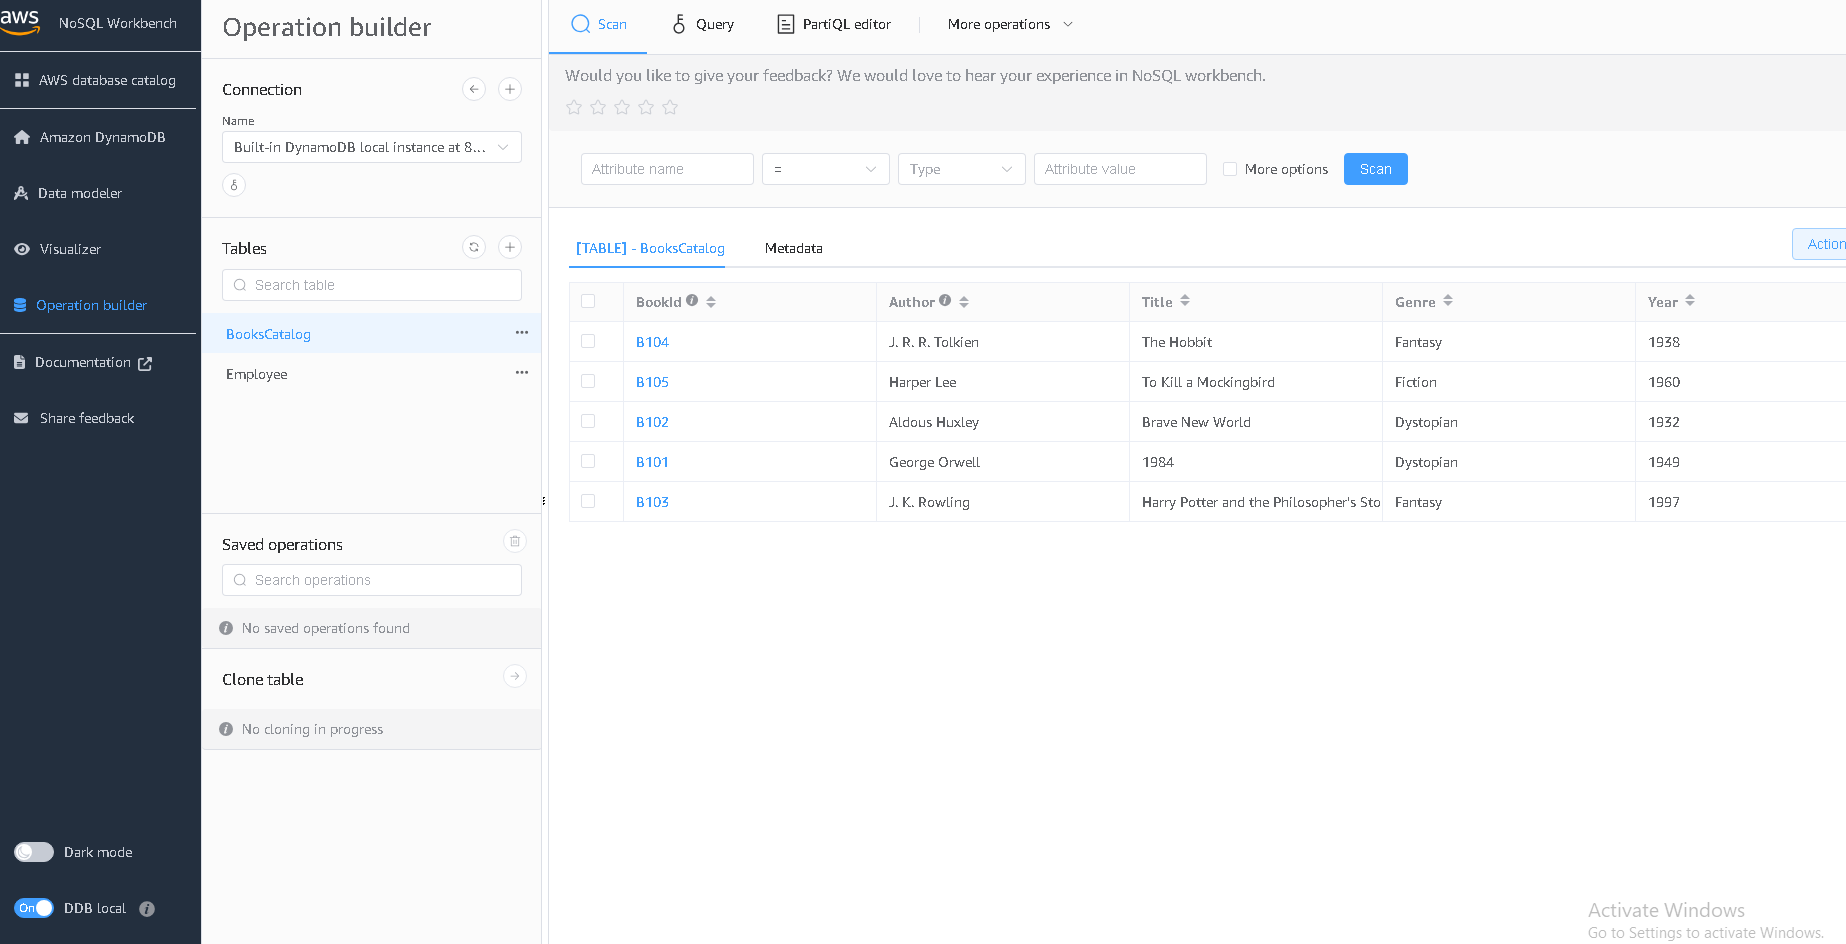 aws NoSQL Workbench
AWS database catalog
Amazon DynamoDB
Data modeler
Visualizer
Operation builder
Documentation
Share feedback
Dark mode
On DDB local
Operation builder
Connection
Name
Built-in DynamoDB local instance at 8...
Tables
Search table
BooksCatalog
Employee
Saved operations
Search operations
No saved operations found
Clone table
No cloning in progress
Scan Query PartiQL editor More operations
Would you like to give your feedback? We would love to hear your experience in NoSQL workbench.
Attribute name = Type Attribute value More options Scan
[TABLE] - BooksCatalog Metadata Action
BookId Author Title Genre Year
B104 J. R. R. Tolkien The Hobbit Fantasy 1938
B105 Harper Lee To Kill a Mockingbird Fiction 1960
B102 Aldous Huxley Brave New World Dystopian 1932
B101 George Orwell 1984 Dystopian 1949
B103 J. K. Rowling Harry Potter and the Philosopher's Sto Fantasy 1997
Activate Windows
Go to Settings to activate Windows.